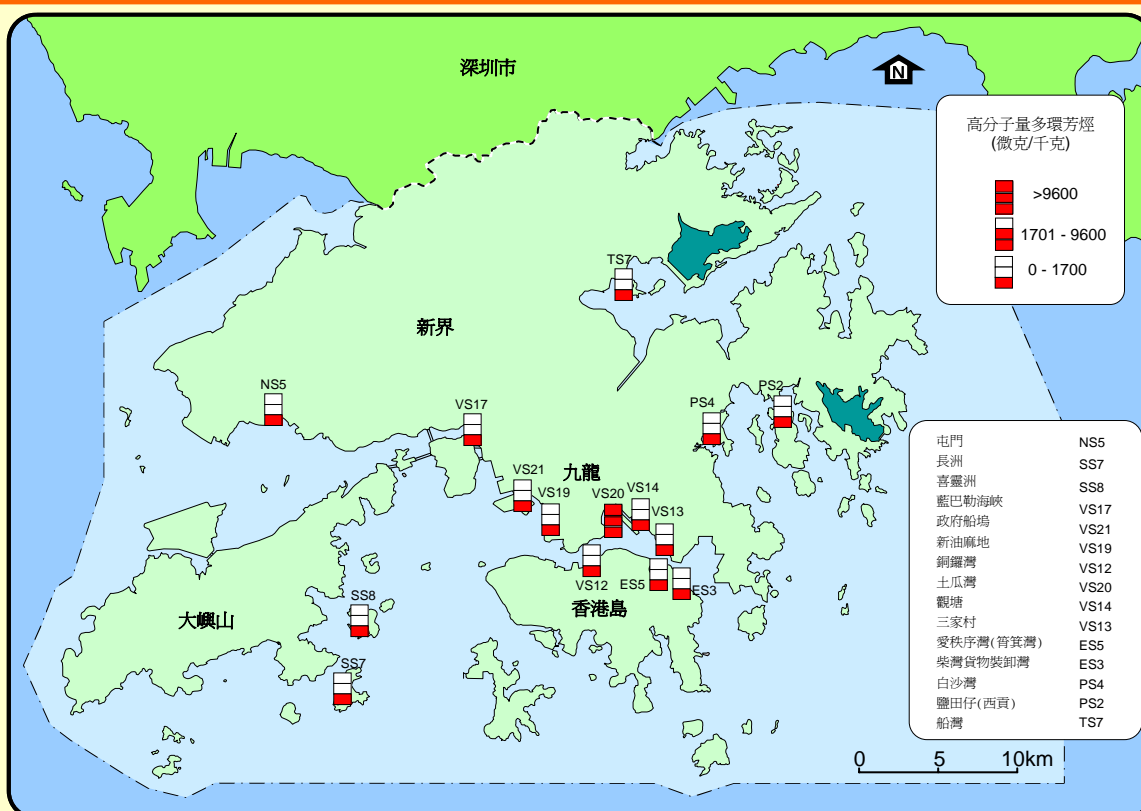 深圳市
N
高分子量多環芳烴
(微克/千克)
>9600
1701 - 9600
0 - 1700
TS7
新界
NS5
VS17
PS4
PS2
VS21
九龍
VS19
VS20
VS14
VS13
VS12
ES5
ES3
香港島
大嶼山
SS8
SS7
屯門 NS5
長洲 SS7
喜靈洲 SS8
藍巴勒海峽 VS17
政府船塢 VS21
新油麻地 VS19
銅鑼灣 VS12
土瓜灣 VS20
觀塘 VS14
三家村 VS13
愛秩序灣(筲箕灣) ES5
柴灣貨物裝卸灣 ES3
白沙灣 PS4
鹽田仔(西貢) PS2
船灣 TS7
0 5 10km